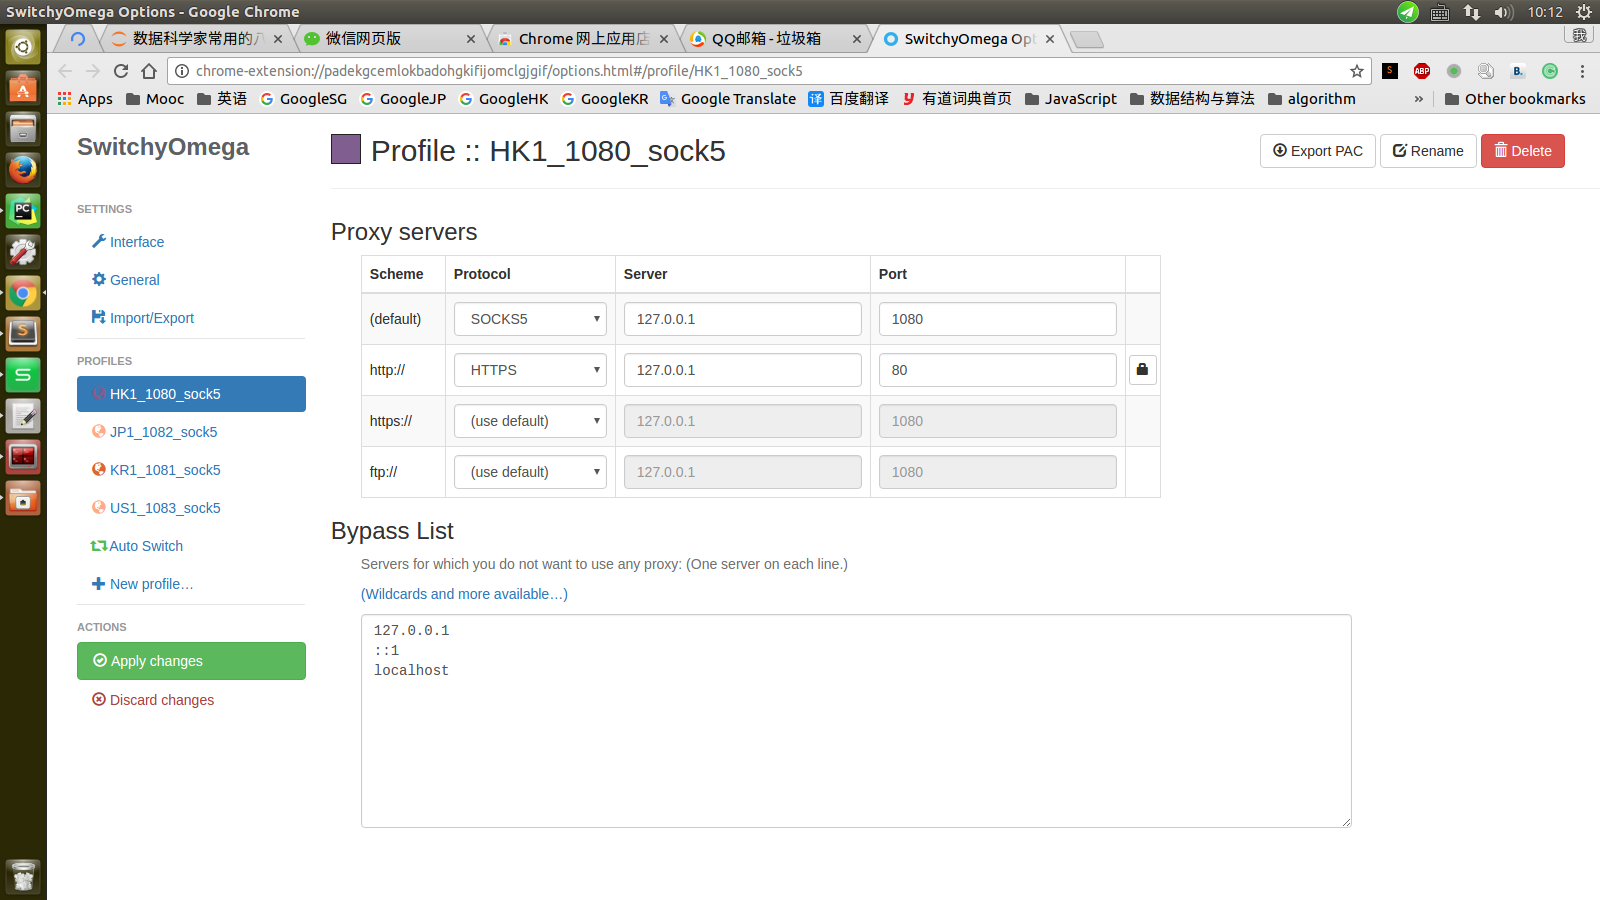 SwitchyOmega Options - Google Chrome
10:12
数据科学家常用的
微信网页版
Chrome 网上应用店
QQ邮箱 - 垃圾箱
SwitchyOmega Opt
chrome-extension://padekgcemlokbadohgkifijomclgjgif/options.html#/profile/HK1_1080_sock5
S
ABP
B.
Apps
Mooc
英语
GoogleSG
GoogleJP
GoogleHK
GoogleKR
Google Translate
译 百度翻译
y 有道词典首页
JavaScript
数据结构与算法
algorithm
»
Other bookmarks
SwitchyOmega
SETTINGS
Interface
General
Import/Export
PROFILES
HK1_1080_sock5
JP1_1082_sock5
KR1_1081_sock5
US1_1083_sock5
Auto Switch
New profile…
ACTIONS
Apply changes
Discard changes
Profile :: HK1_1080_sock5
Export PAC
Rename
Delete
Proxy servers
Scheme Protocol Server Port
(default) SOCKS5 127.0.0.1 1080
http:// HTTPS 127.0.0.1 80
https:// (use default) 127.0.0.1 1080
ftp:// (use default) 127.0.0.1 1080
Bypass List
Servers for which you do not want to use any proxy: (One server on each line.)
(Wildcards and more available…)
127.0.0.1
::1
localhost
PC
S
S